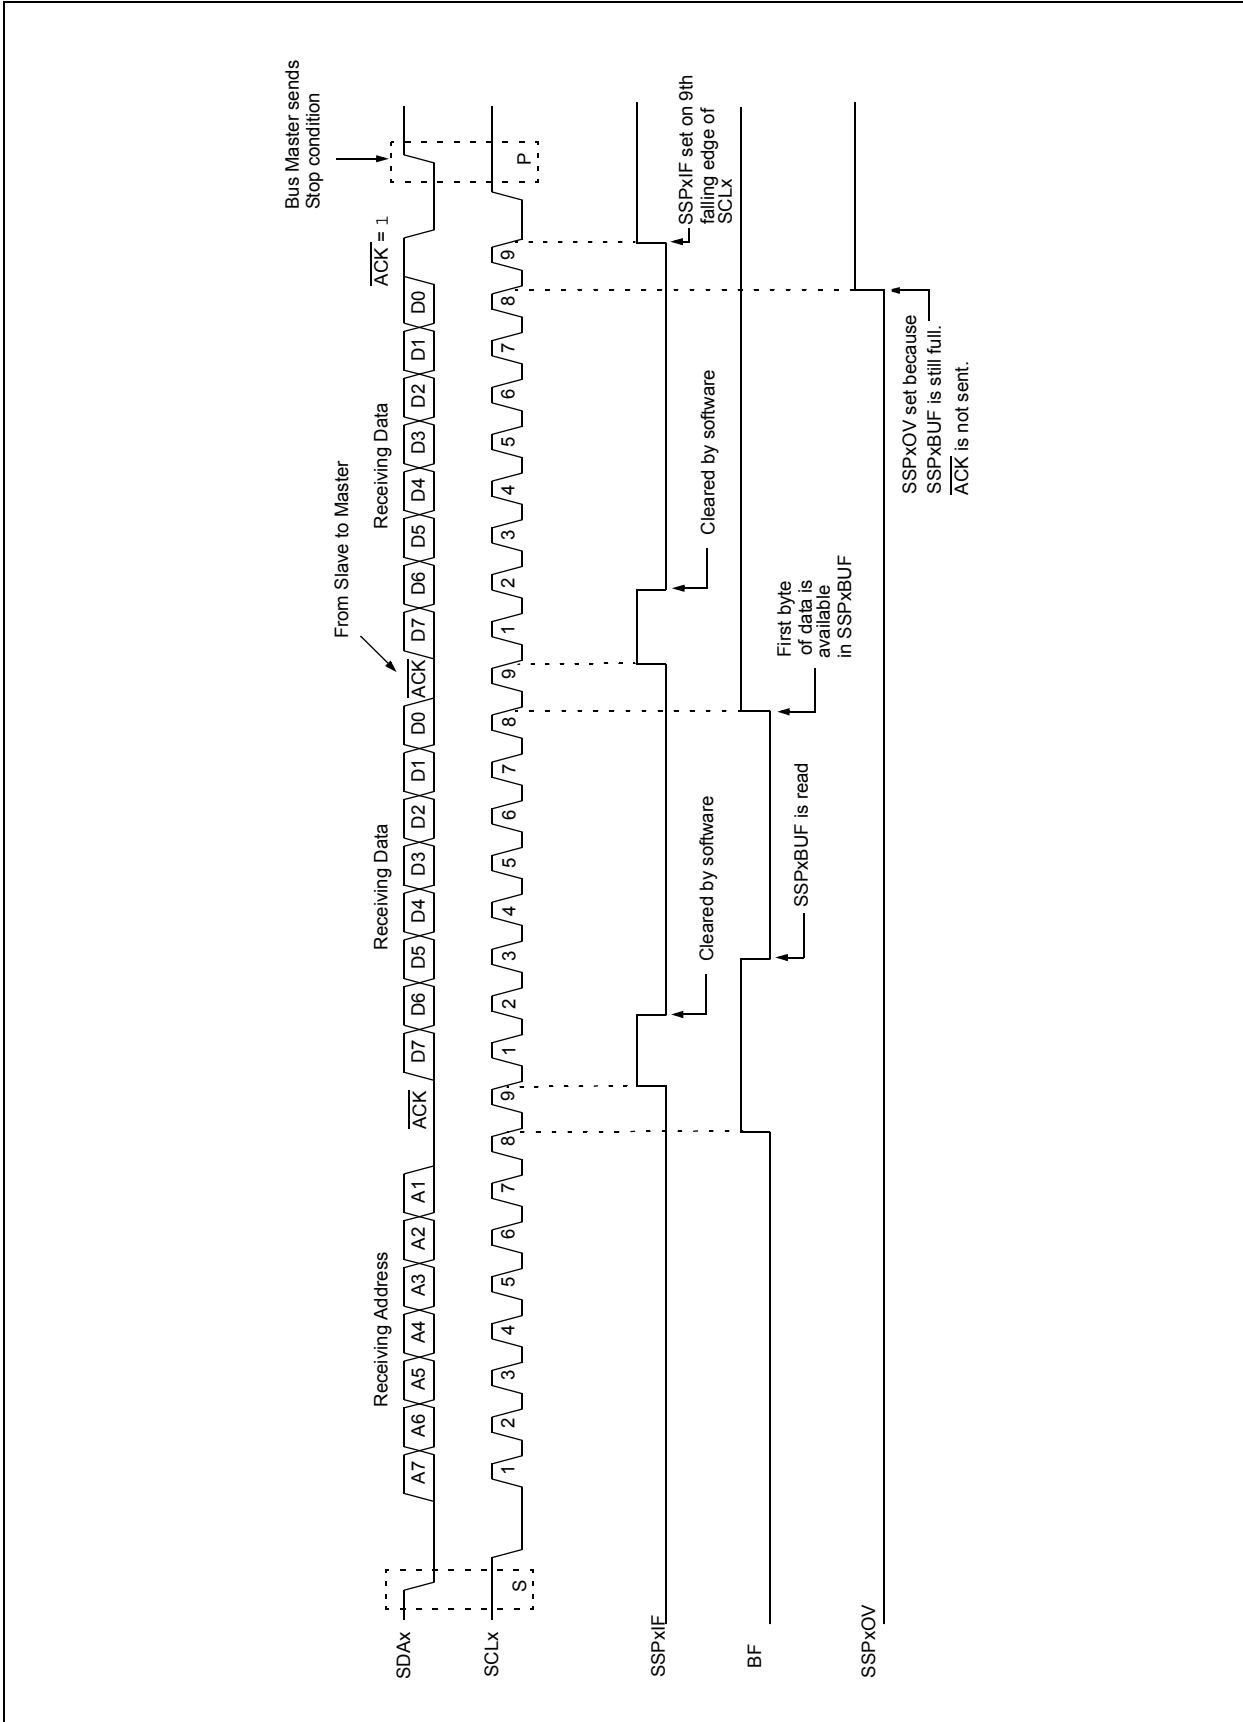 Bus Master sends
Stop condition
From Slave to Master
Receiving Address
Receiving Data
Receiving Data
ACK = 1
SDAx
A7 A6 A5 A4 A3 A2 A1 ACK D7 D6 D5 D4 D3 D2 D1 D0 ACK D7 D6 D5 D4 D3 D2 D1 D0
SCLx
S 1 2 3 4 5 6 7 8 9 1 2 3 4 5 6 7 8 9 1 2 3 4 5 6 7 8 9 P
SSPxIF
Cleared by software
Cleared by software
SSPxIF set on 9th
falling edge of
SCLx
BF
SSPxBUF is read
First byte
of data is
available
in SSPxBUF
SSPxOV
SSPxOV set because
SSPxBUF is still full.
ACK is not sent.